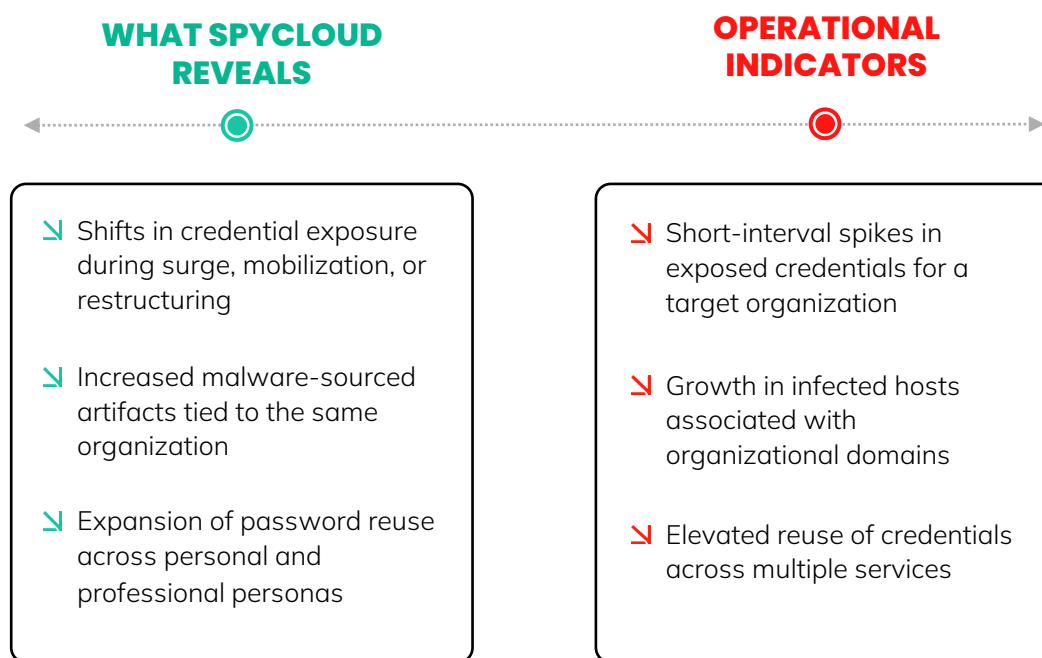 WHAT SPYCLOUD
REVEALS
Shifts in credential exposure
during surge, mobilization, or
restructuring
Increased malware-sourced
artifacts tied to the same
organization
Expansion of password reuse
across personal and
professional personas
OPERATIONAL
INDICATORS
Short-interval spikes in
exposed credentials for a
target organization
Growth in infected hosts
associated with
organizational domains
Elevated reuse of credentials
across multiple services